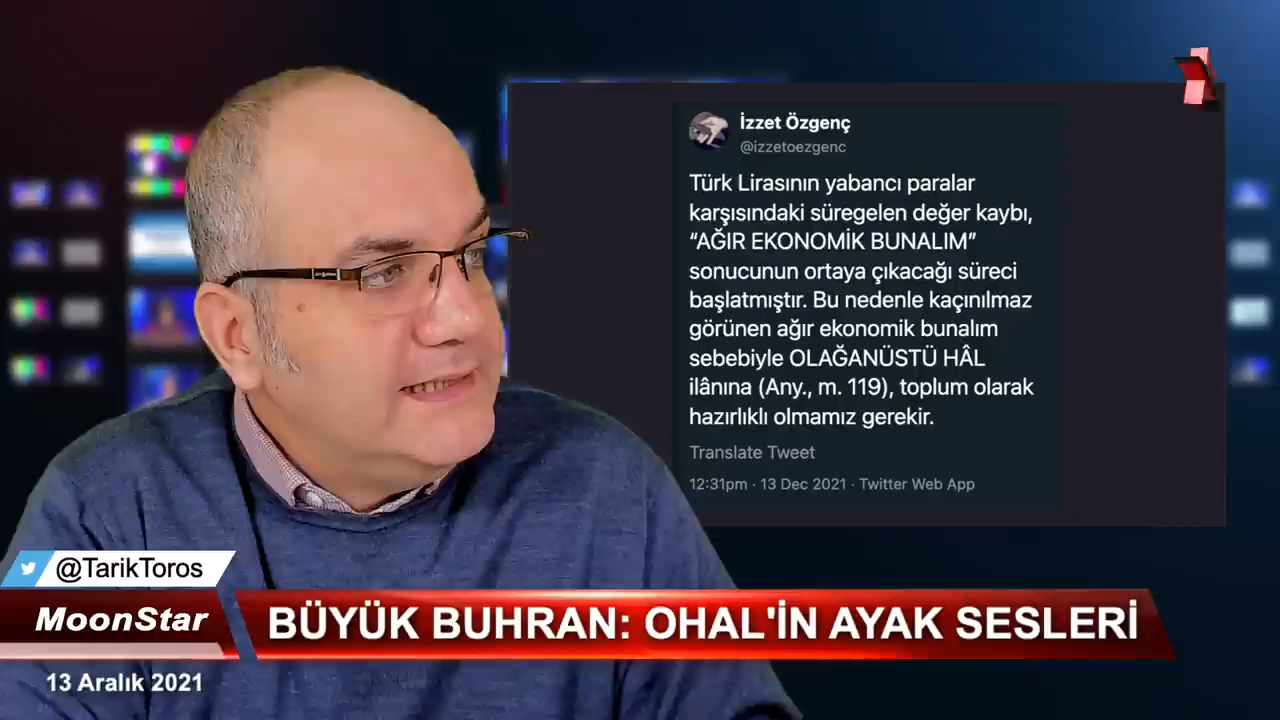 İzzet Özgenç
@izzetoezgenc
Türk Lirasının yabancı paralar
karşısındaki süregelen değer kaybı,
“AĞIR EKONOMİK BUNALIM”
sonucunun ortaya çıkacağı süreci
başlatmıştır. Bu nedenle kaçınılmaz
görünen ağır ekonomik bunalım
sebebiyle OLAĞANÜSTÜ HÂL
ilânına (Any., m. 119), toplum olarak
hazırlıklı olmamız gerekir.
Translate Tweet
12:31pm · 13 Dec 2021 · Twitter Web App
@TarikToros
MoonStar
BÜYÜK BUHRAN: OHAL'İN AYAK SESLERİ
13 Aralık 2021